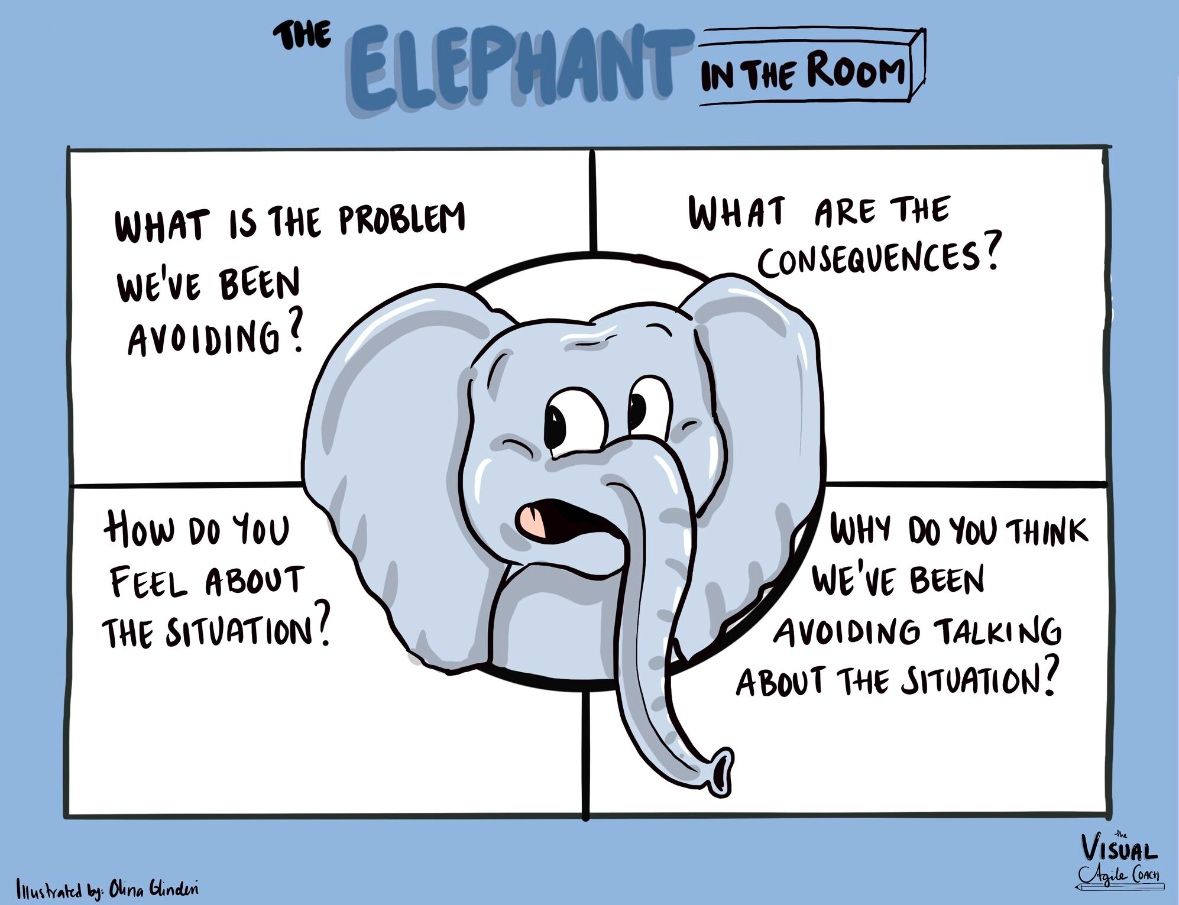 THE ELEPHANT IN THE ROOM
WHAT IS THE PROBLEM
WE'VE BEEN
AVOIDING?
WHAT ARE THE
CONSEQUENCES?
HOW DO YOU
FEEL ABOUT
THE SITUATION?
WHY DO YOU THINK
WE'VE BEEN
AVOIDING TALKING
ABOUT THE SITUATION?
Illustrated by: Olina Glinderi
the
VISUAL
Agile COACH